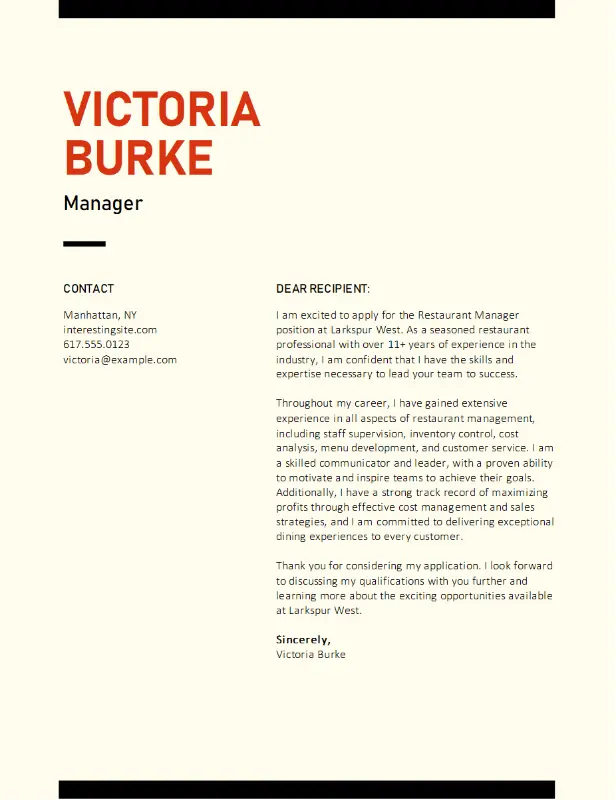 VICTORIA
BURKE
Manager
CONTACT
Manhattan, NY
interestingsite.com
617.555.0123
victoria@example.com
DEAR RECIPIENT:
I am excited to apply for the Restaurant Manager
position at Larkspur West. As a seasoned restaurant
professional with over 11+ years of experience in the
industry, I am confident that I have the skills and
expertise necessary to lead your team to success.
Throughout my career, I have gained extensive
experience in all aspects of restaurant management,
including staff supervision, inventory control, cost
analysis, menu development, and customer service. I am
a skilled communicator and leader, with a proven ability
to motivate and inspire teams to achieve their goals.
Additionally, I have a strong track record of maximizing
profits through effective cost management and sales
strategies, and I am committed to delivering exceptional
dining experiences to every customer.
Thank you for considering my application. I look forward
to discussing my qualifications with you further and
learning more about the exciting opportunities available
at Larkspur West.
Sincerely,
Victoria Burke